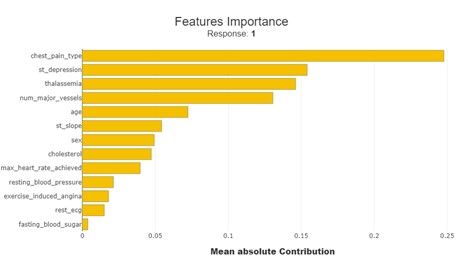 Features Importance
Response: 1
chest_pain_type
st_depression
thalassemia
num_major_vessels
age
st_slope
sex
cholesterol
max_heart_rate_achieved
resting_blood_pressure
exercise_induced_angina
rest_ecg
fasting_blood_sugar
0 0.05 0.1 0.15 0.2 0.25
Mean absolute Contribution